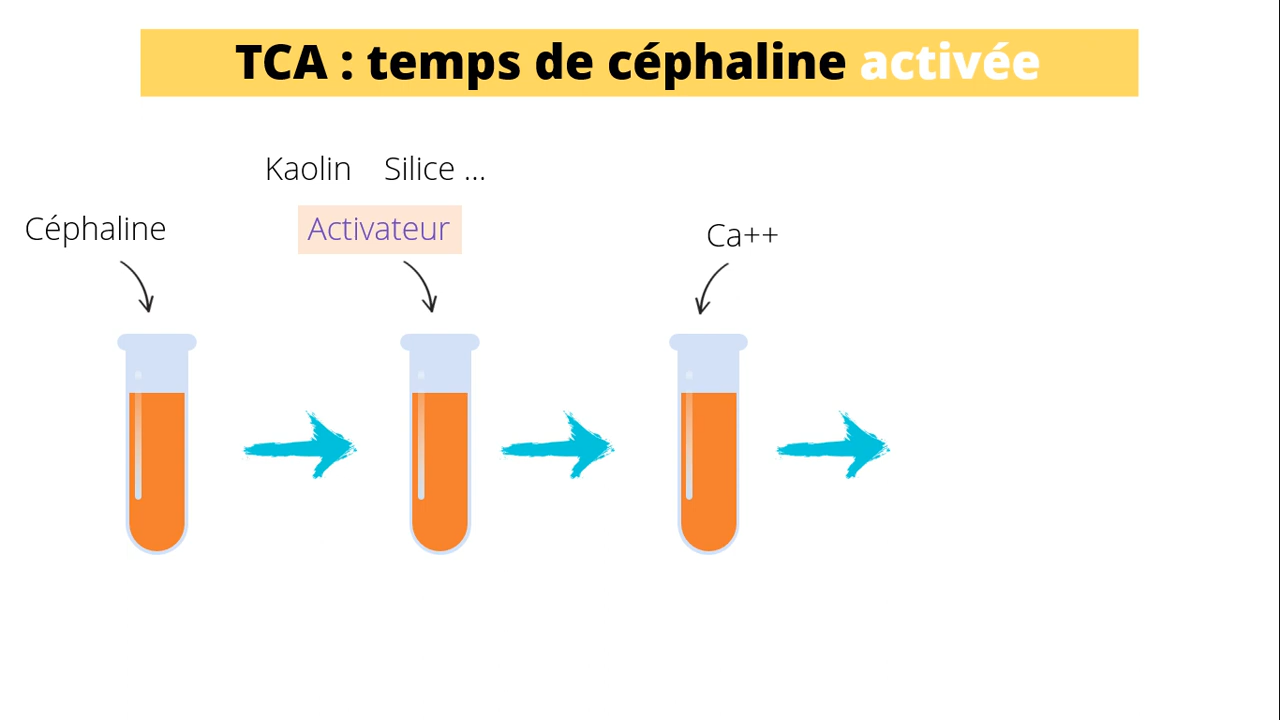 TCA : temps de céphaline activée
Kaolin Silice ...
Céphaline
Activateur
Ca++